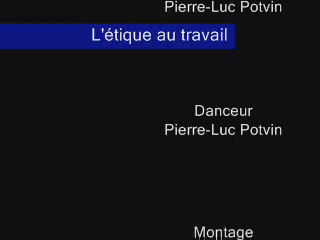 Pierre-Luc Potvin
L'étique au travail
Danceur
Pierre-Luc Potvin
Montage